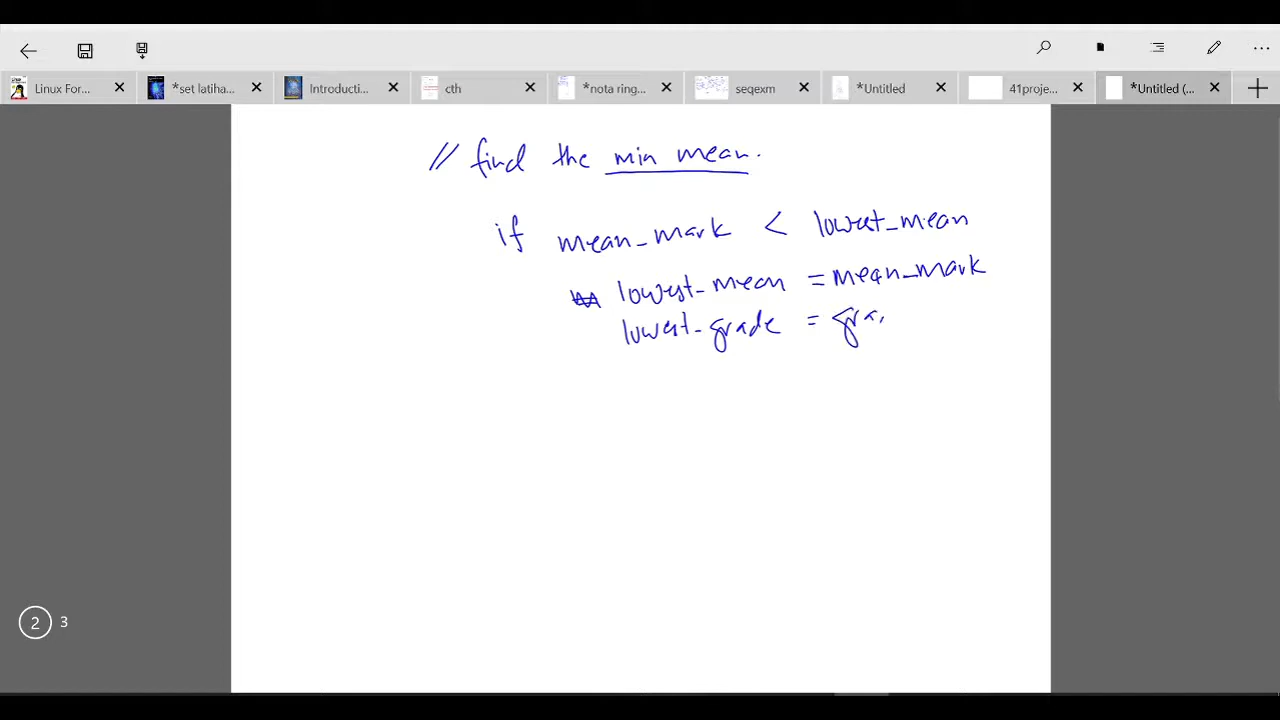 Linux For...
*set latiha..
Introducti...
cth
*nota ring...
seqexm
*Untitled
41proje...
*Untitled (...
// find the min mean.
if mean_mark < lowest_mean
lowest_mean = mean_mark
lowest_grade = gra
2 3